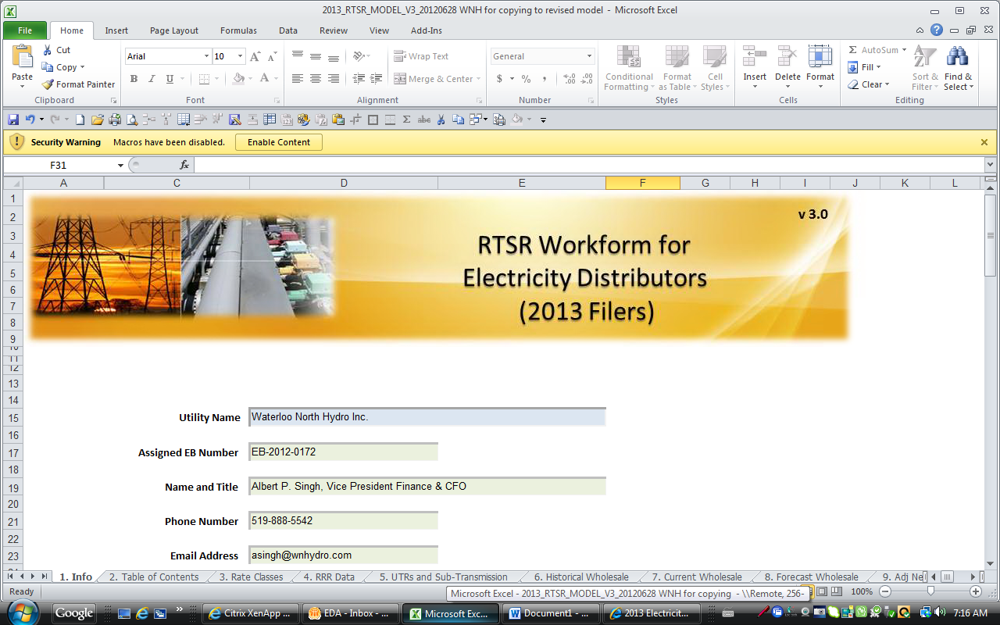 2013_RTSR_MODEL_V3_20120628 WNH for copying to revised model - Microsoft Excel
File Home Insert Page Layout Formulas Data Review View Add-Ins
Cut
Copy
Format Painter
Paste
Clipboard
Arial 10
B I U
Font
Wrap Text
Merge & Center
Alignment
General
$ % ,
Number
Conditional Formatting
Format as Table
Cell Styles
Styles
Insert Delete Format
Cells
Σ AutoSum
Fill
Clear
Sort & Filter
Find & Select
Editing
Security Warning Macros have been disabled. Enable Content
F31 fx
A C D E F G H I J K L
1
2
3
4
5
6
7
8
9
10
11
12
13
14
15
16
17
18
19
20
21
22
23
v 3.0
RTSR Workform for
Electricity Distributors
(2013 Filers)
Utility Name Waterloo North Hydro Inc.
Assigned EB Number EB-2012-0172
Name and Title Albert P. Singh, Vice President Finance & CFO
Phone Number 519-888-5542
Email Address asingh@wnhydro.com
1. Info 2. Table of Contents 3. Rate Classes 4. RRR Data 5. UTRs and Sub-Transmission 6. Historical Wholesale 7. Current Wholesale 8. Forecast Wholesale 9. Adj Ne
Ready 100%
Microsoft Excel - 2013_RTSR_MODEL_V3_20120628 WNH for copying - \\Remote, 256-
Google Citrix XenApp ... EDA - Inbox - ... Microsoft Exc... Document1 - ... 2013 Electricit... 7:16 AM